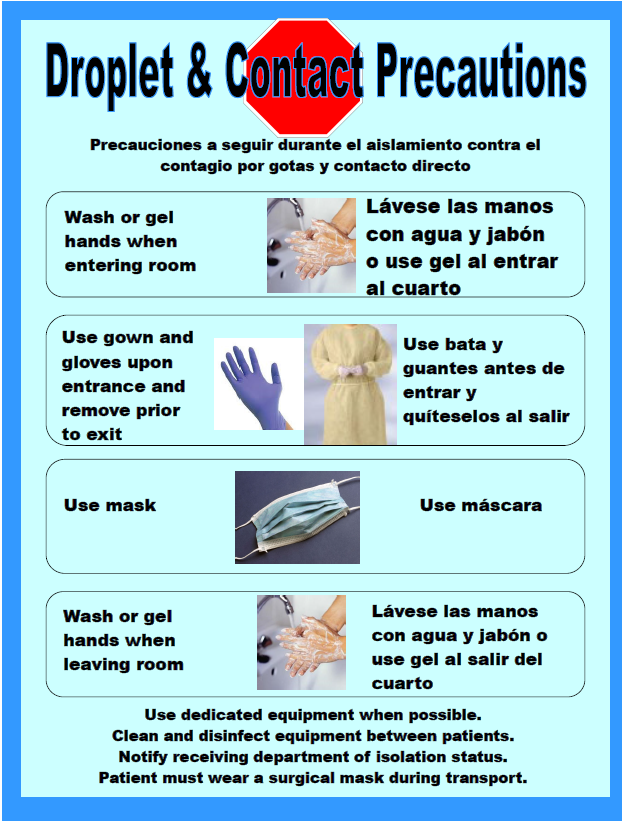 Droplet & Contact Precautions
Precauciones a seguir durante el aislamiento contra el
contagio por gotas y contacto directo
Wash or gel
hands when
entering room
Lávese las manos
con agua y jabón
o use gel al entrar
al cuarto
Use gown and
gloves upon
entrance and
remove prior
to exit
Use bata y
guantes antes de
entrar y
quíteselos al salir
Use mask
Use máscara
Wash or gel
hands when
leaving room
Lávese las manos
con agua y jabón o
use gel al salir del
cuarto
Use dedicated equipment when possible.
Clean and disinfect equipment between patients.
Notify receiving department of isolation status.
Patient must wear a surgical mask during transport.